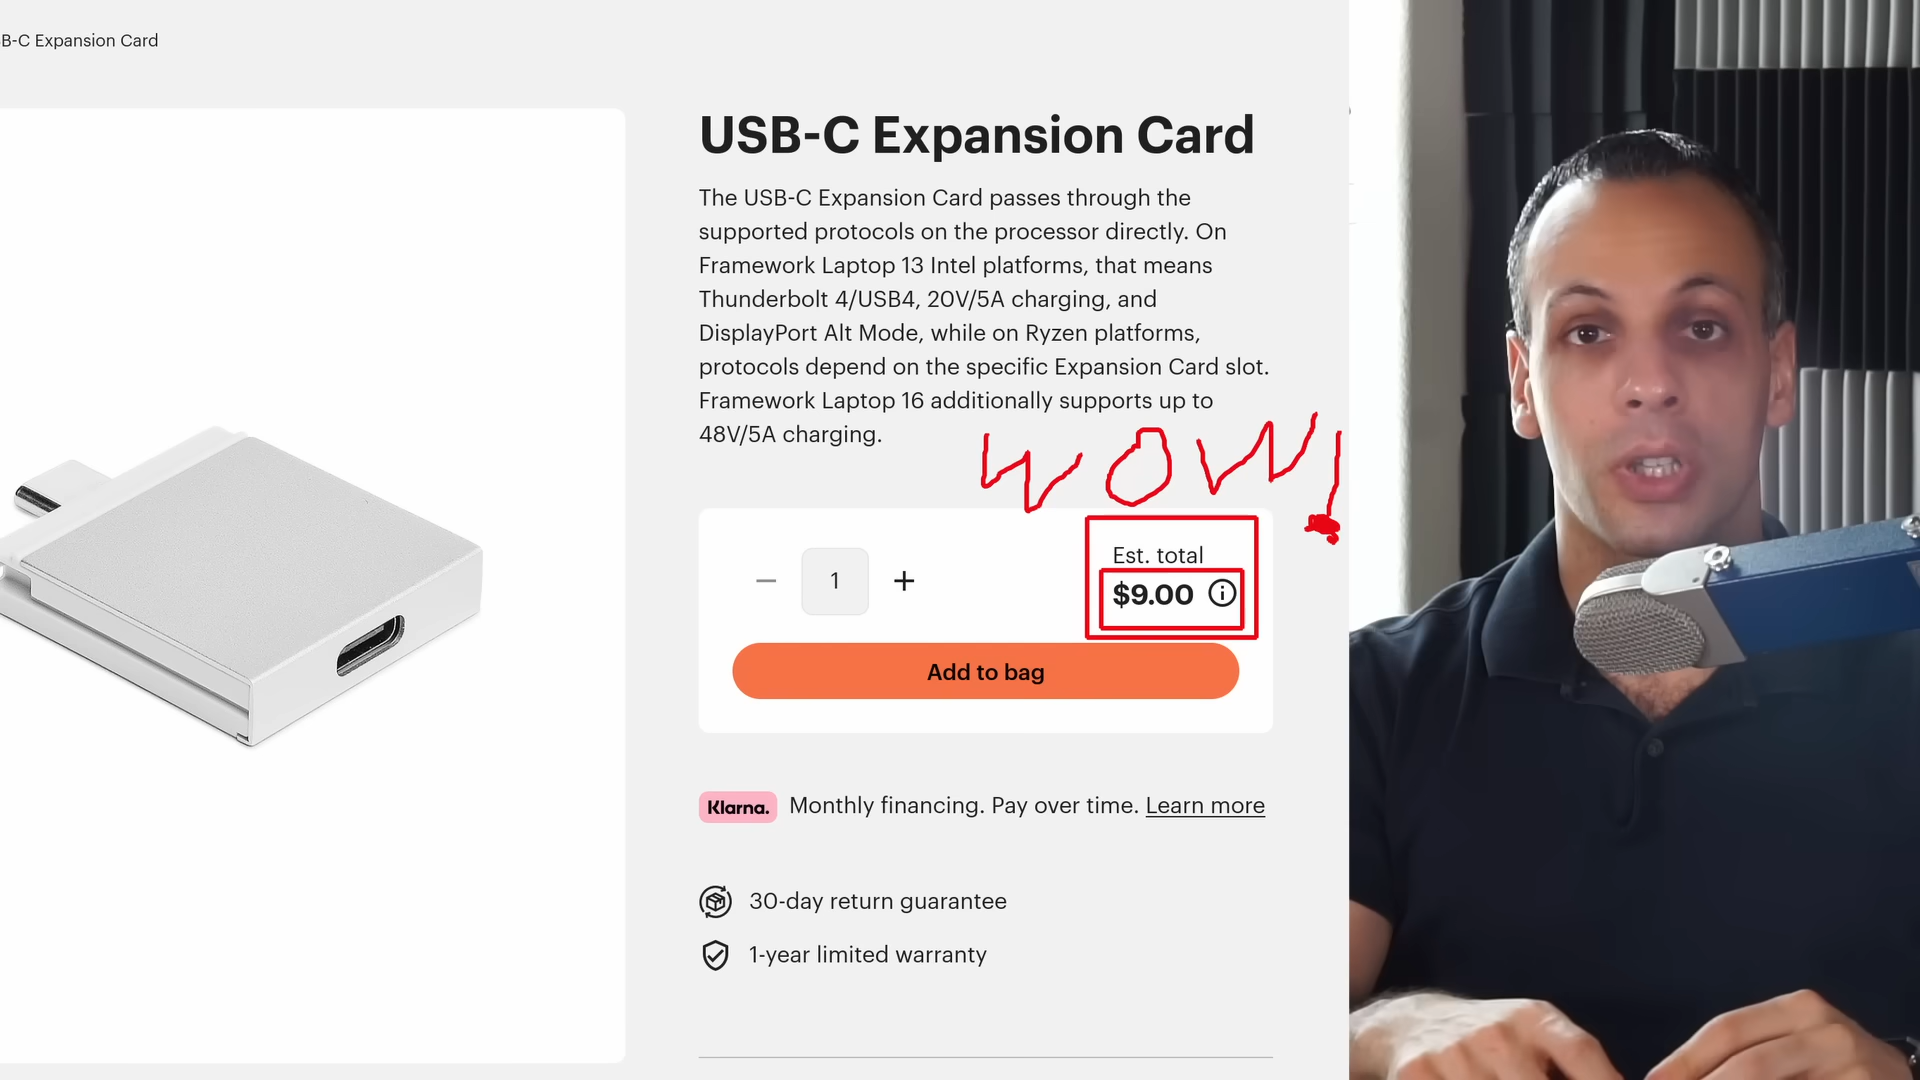 B-C Expansion Card
USB-C Expansion Card
The USB-C Expansion Card passes through the
supported protocols on the processor directly. On
Framework Laptop 13 Intel platforms, that means
Thunderbolt 4/USB4, 20V/5A charging, and
DisplayPort Alt Mode, while on Ryzen platforms,
protocols depend on the specific Expansion Card slot.
Framework Laptop 16 additionally supports up to
48V/5A charging.
WOW!
Est. total
1
$9.00
Add to bag
Klarna. Monthly financing. Pay over time. Learn more
30-day return guarantee
1-year limited warranty